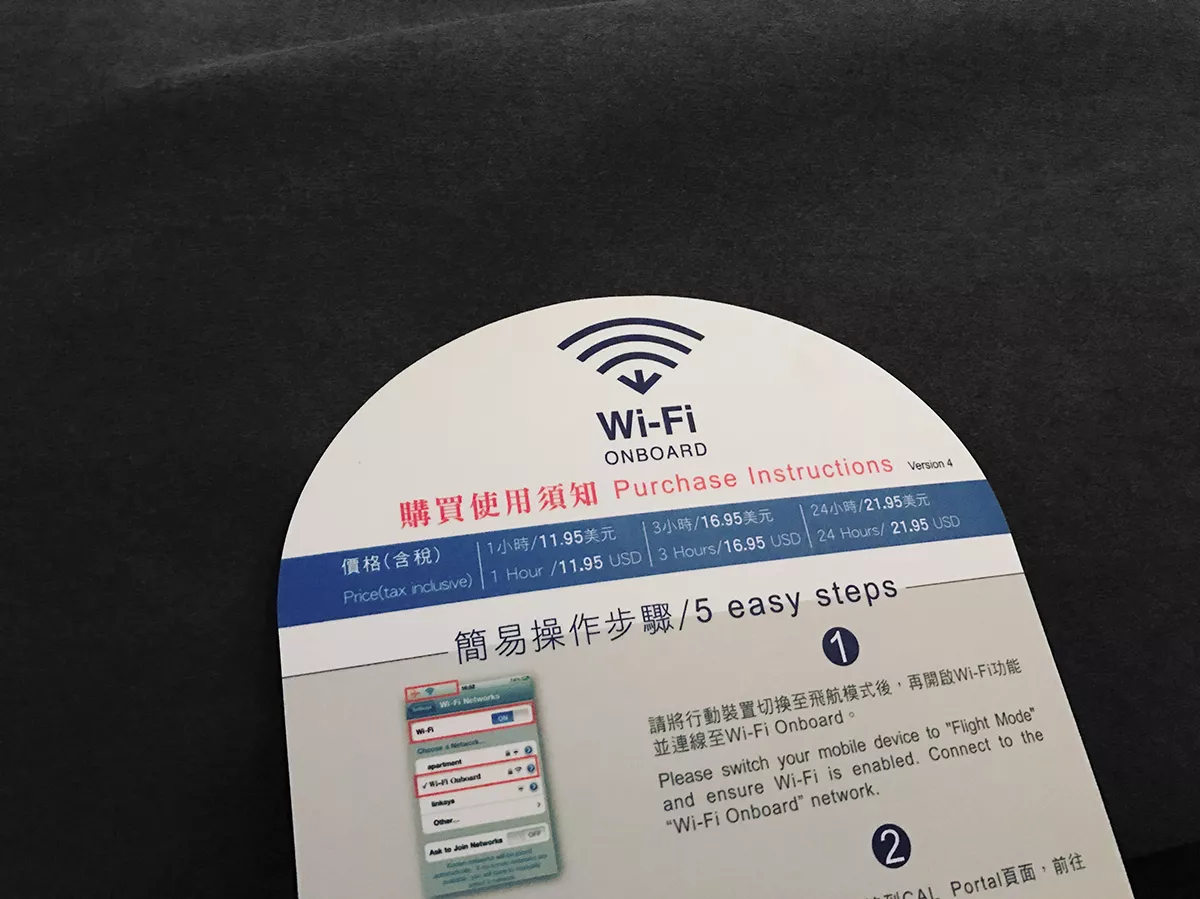 Wi-Fi
ONBOARD
購買使用須知 Purchase Instructions Version 4
價格(含稅)
Price(tax inclusive)
1小時/11.95美元
1 Hour /11.95 USD
3小時/16.95美元
3 Hours/16.95 USD
24小時/21.95美元
24 Hours/ 21.95 USD
簡易操作步驟/5 easy steps
Wi-Fi Networks
Wi-Fi ON
Choose a Network...
apartment
✓Wi-Fi Onboard
linksys
Other...
Ask to Join Networks OFF
1
請將行動裝置切換至飛航模式後，再開啟Wi-Fi功能
並連線至Wi-Fi Onboard。
Please switch your mobile device to "Flight Mode"
and ensure Wi-Fi is enabled. Connect to the
“Wi-Fi Onboard” network.
2
CAL Portal頁面，前往